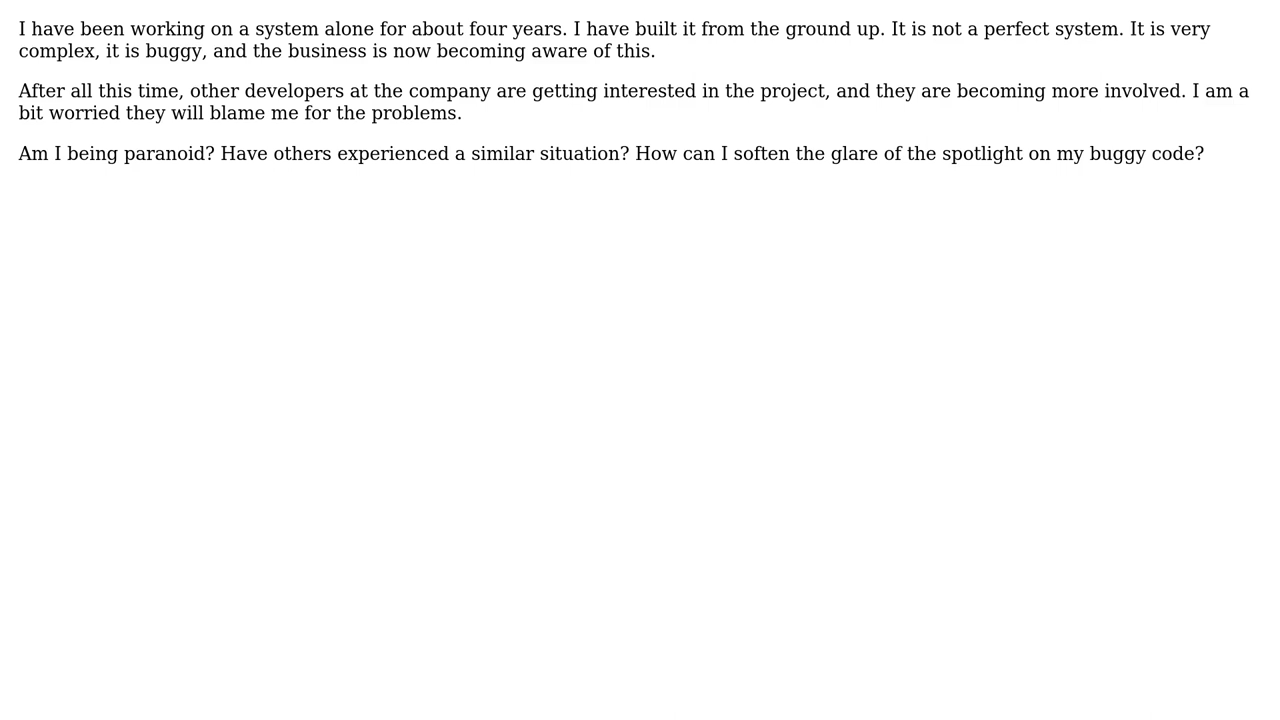 I have been working on a system alone for about four years. I have built it from the ground up. It is not a perfect system. It is very
complex, it is buggy, and the business is now becoming aware of this.
After all this time, other developers at the company are getting interested in the project, and they are becoming more involved. I am a
bit worried they will blame me for the problems.
Am I being paranoid? Have others experienced a similar situation? How can I soften the glare of the spotlight on my buggy code?